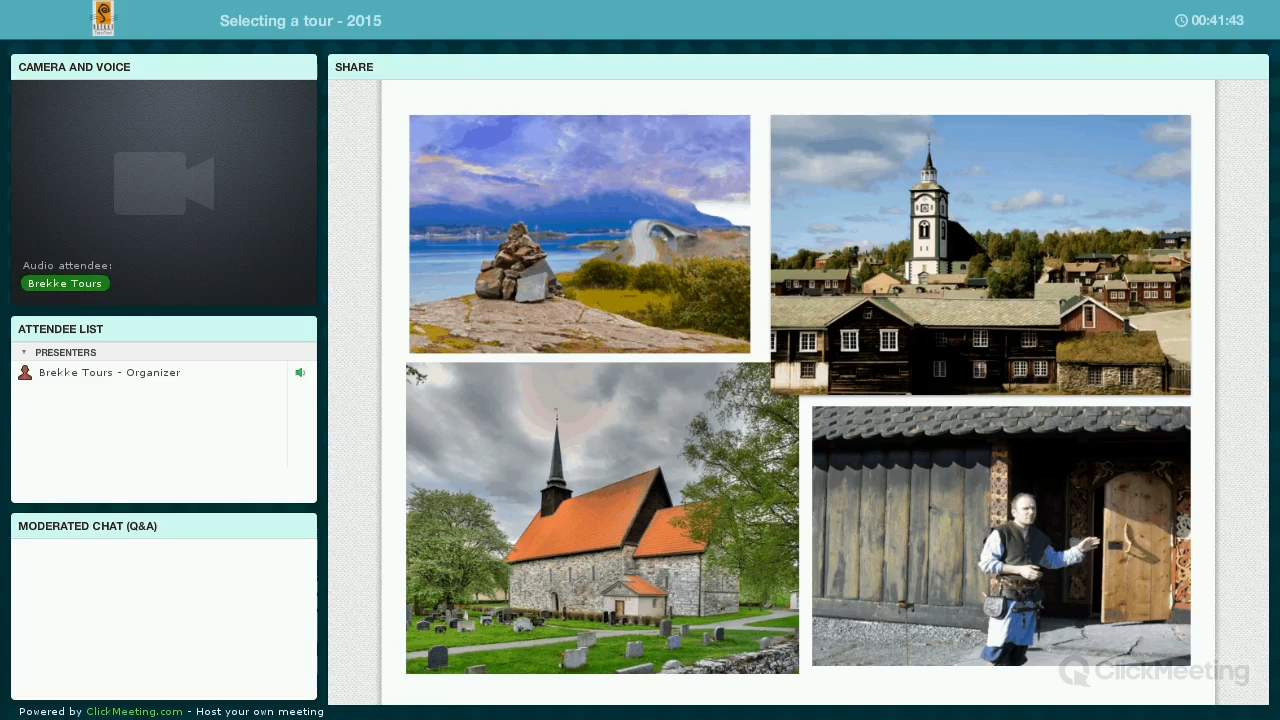 Selecting a tour - 2015
00:41:43
CAMERA AND VOICE
Audio attendee:
Brekke Tours
ATTENDEE LIST
PRESENTERS
Brekke Tours - Organizer
MODERATED CHAT (Q&A)
Powered by ClickMeeting.com - Host your own meeting
SHARE
ClickMeeting